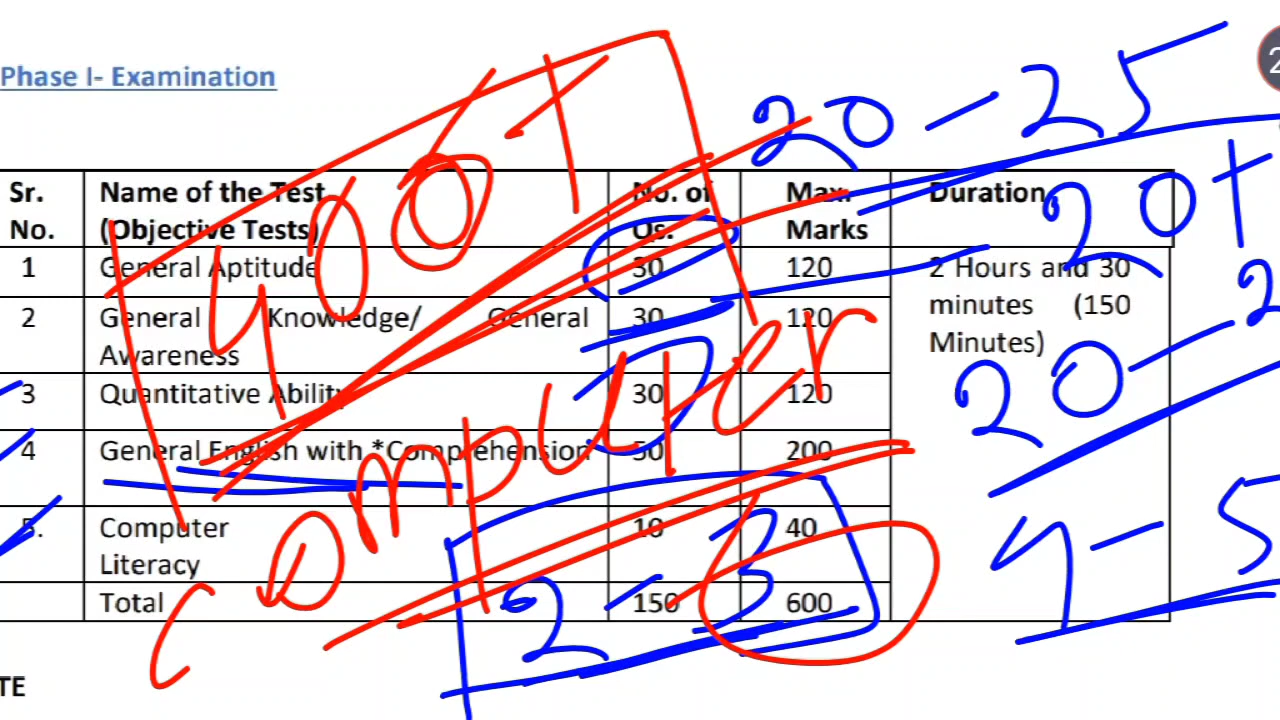 Phase I- Examination
2
Sr. No. Name of the Test (Objective Tests) No. of Qs. Max. Marks Duration
1 General Aptitude 30 120 2 Hours and 30 minutes (150 Minutes)
2 General Knowledge/ General Awareness 30 120
3 Quantitative Ability 30 120
4 General English with *Comprehension 50 200
5. Computer Literacy 10 40
Total 150 600
TE
400+
20-25
20+
20-2
4-5
2-3
computer